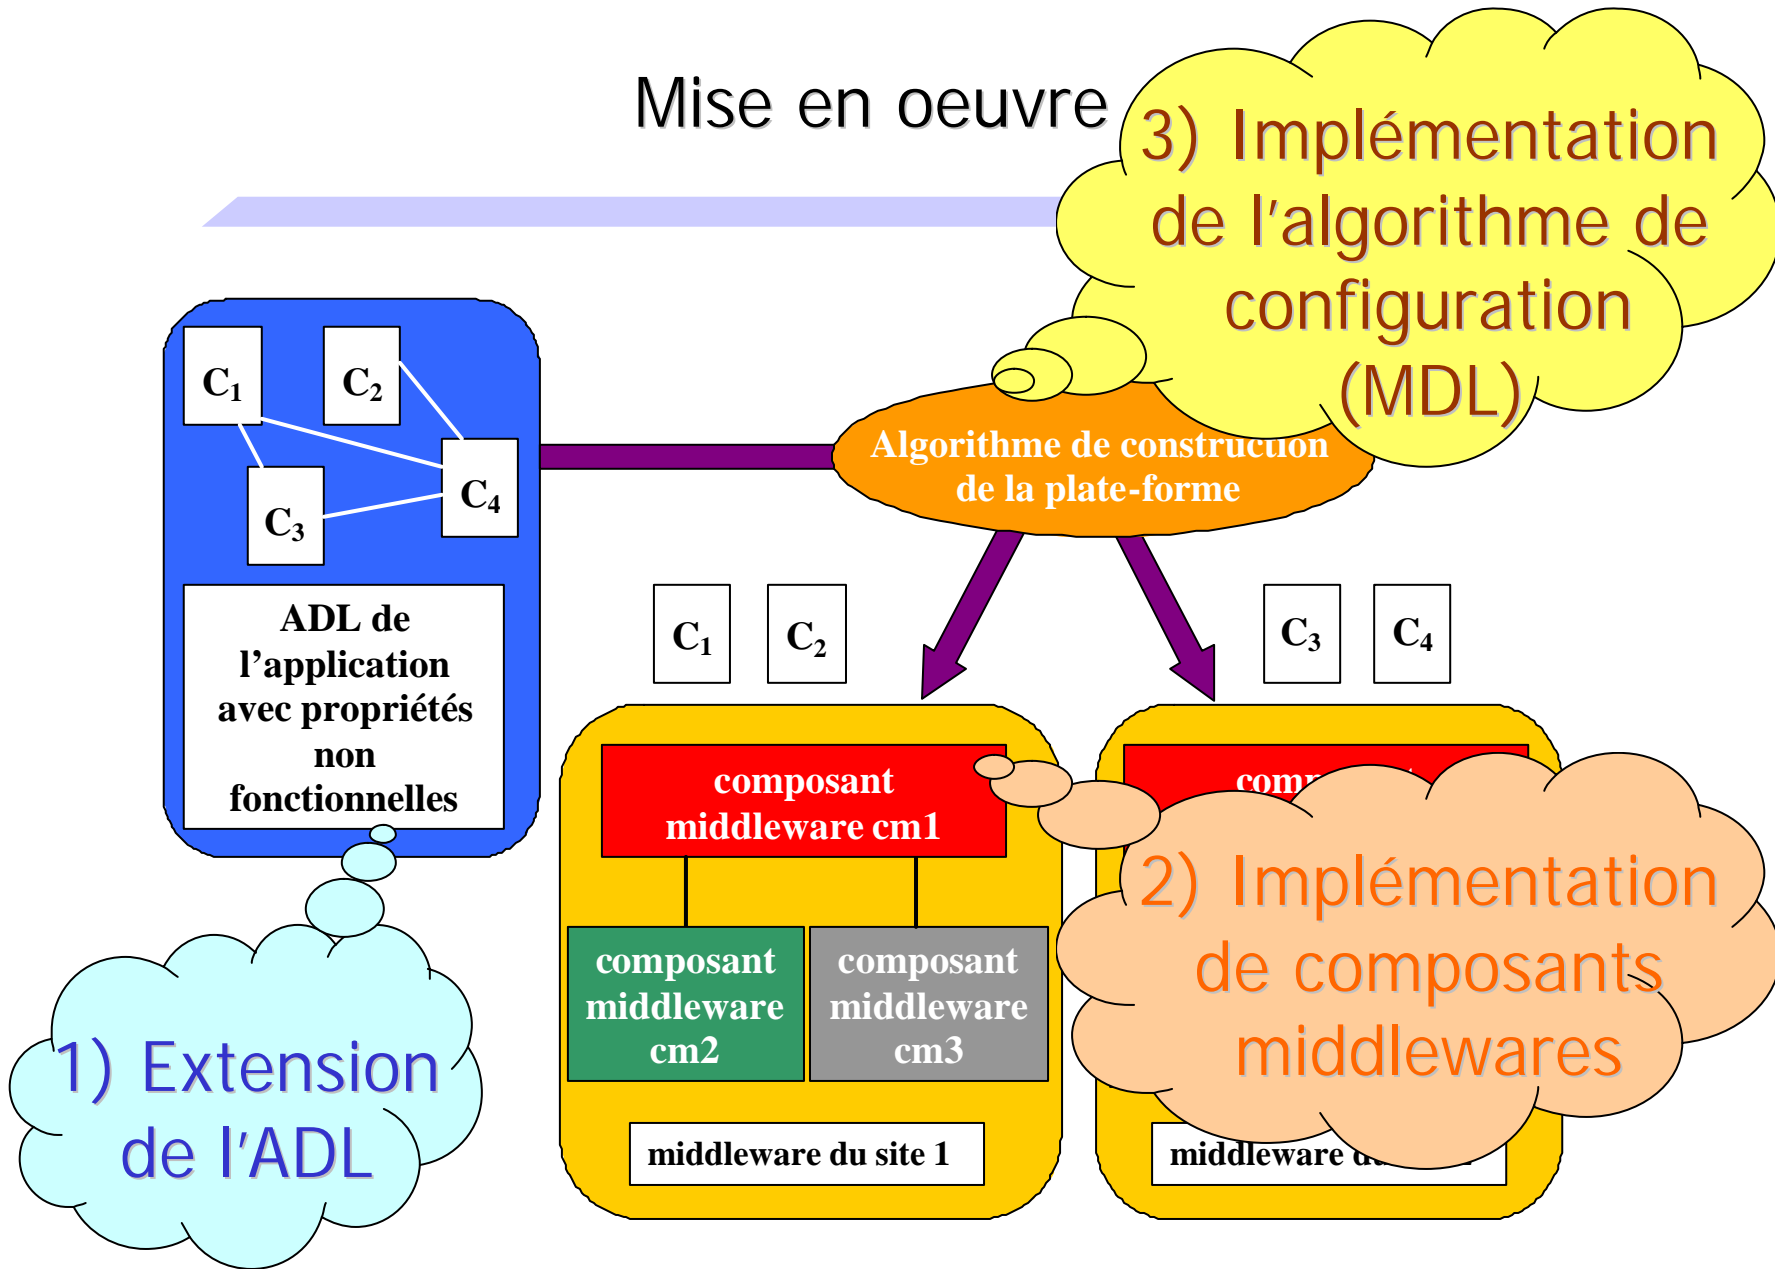 Mise en oeuvre
3) Implémentation
de l'algorithme de
configuration
(MDL)
C1
C2
C3
C4
Algorithme de construction
de la plate-forme
ADL de
l'application
avec propriétés
non
fonctionnelles
C1
C2
C3
C4
composant
middleware cm1
composant
middleware
cm2
composant
middleware
cm3
middleware du site 1
middleware
2) Implémentation
de composants
middlewares
1) Extension
de l'ADL